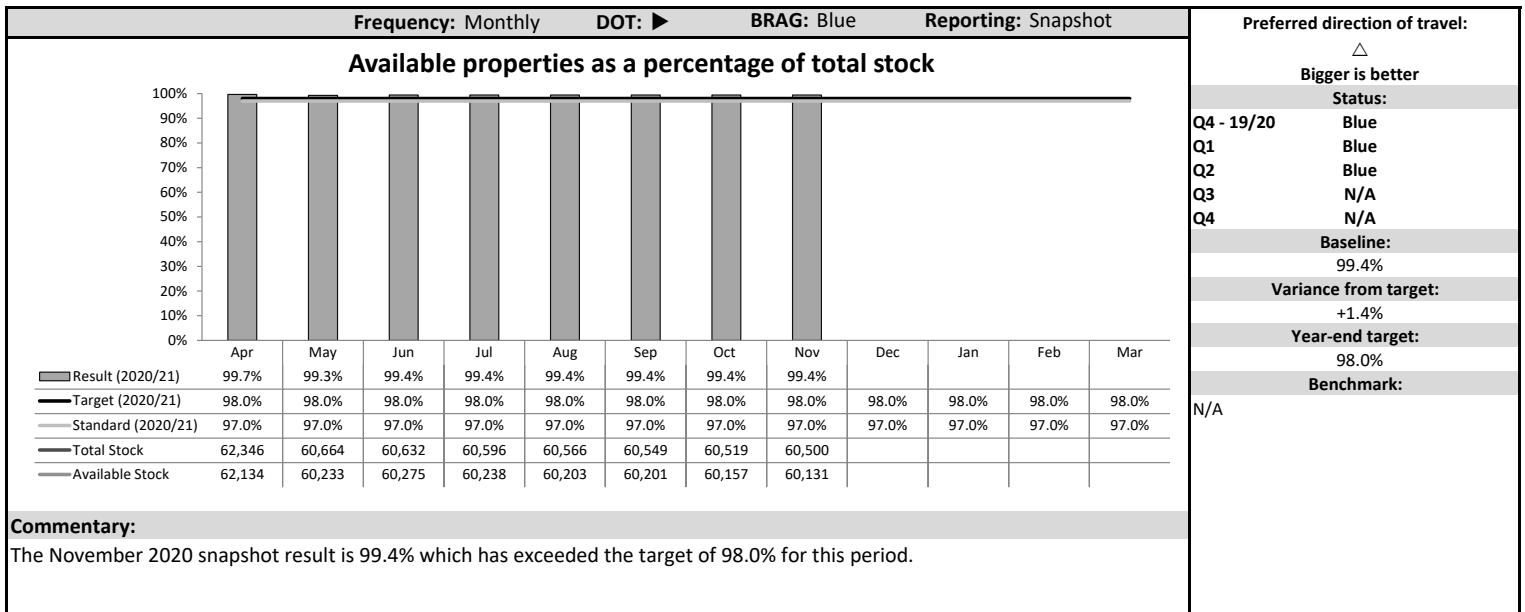 Frequency: Monthly DOT: ▶ BRAG: Blue Reporting: Snapshot
Available properties as a percentage of total stock
100%
90%
80%
70%
60%
50%
40%
30%
20%
10%
0%
Apr May Jun Jul Aug Sep Oct Nov Dec Jan Feb Mar
Result (2020/21) 99.7% 99.3% 99.4% 99.4% 99.4% 99.4% 99.4% 99.4%
Target (2020/21) 98.0% 98.0% 98.0% 98.0% 98.0% 98.0% 98.0% 98.0% 98.0% 98.0% 98.0% 98.0%
Standard (2020/21) 97.0% 97.0% 97.0% 97.0% 97.0% 97.0% 97.0% 97.0% 97.0% 97.0% 97.0% 97.0%
Total Stock 62,346 60,664 60,632 60,596 60,566 60,549 60,519 60,500
Available Stock 62,134 60,233 60,275 60,238 60,203 60,201 60,157 60,131
Commentary:
The November 2020 snapshot result is 99.4% which has exceeded the target of 98.0% for this period.
Preferred direction of travel:
△
Bigger is better
Status:
Q4 - 19/20 Blue
Q1 Blue
Q2 Blue
Q3 N/A
Q4 N/A
Baseline:
99.4%
Variance from target:
+1.4%
Year-end target:
98.0%
Benchmark:
N/A